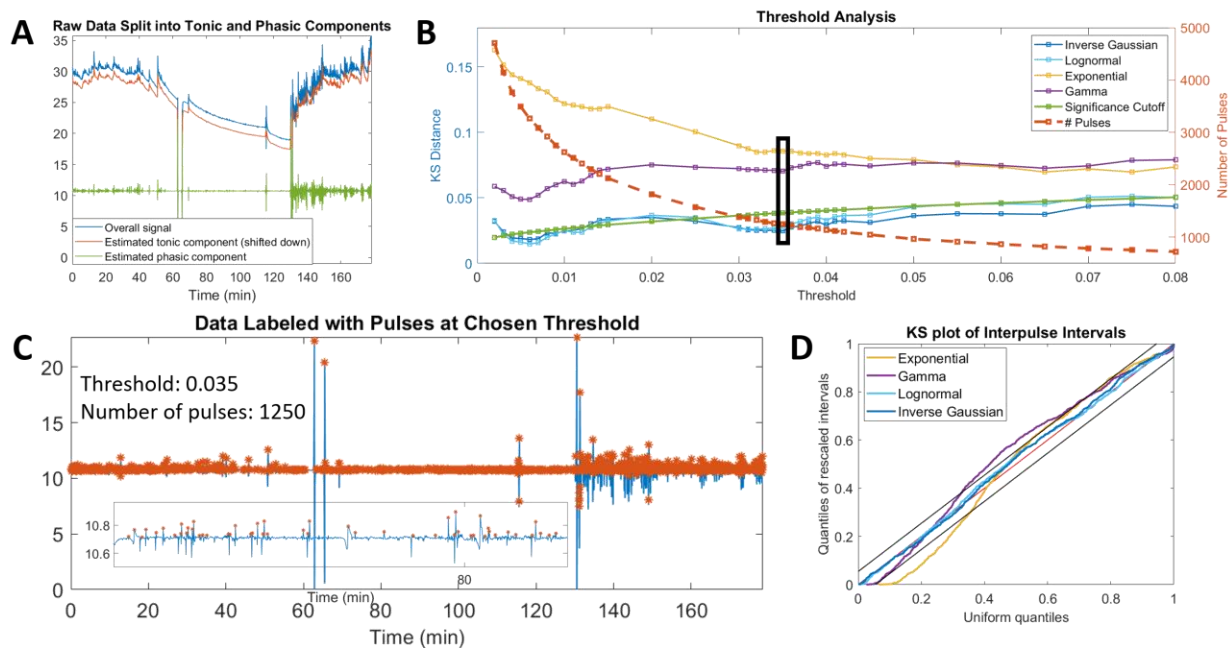 A
Raw Data Split into Tonic and Phasic Components
35
30
25
20
15
10
5
0
Overall signal
Estimated tonic component (shifted down)
Estimated phasic component
0 20 40 60 80 100 120 140 160
Time (min)
B
Threshold Analysis
KS Distance
0.15
0.1
0.05
0
Inverse Gaussian
Lognormal
Exponential
Gamma
Significance Cutoff
# Pulses
5000
4000
3000
2000
1000
Number of Pulses
0 0.01 0.02 0.03 0.04 0.05 0.06 0.07 0.08
Threshold
C
Data Labeled with Pulses at Chosen Threshold
Threshold: 0.035
Number of pulses: 1250
20
15
10
5
0
10.8
10.6
80
Time (min)
0 20 40 60 80 100 120 140 160
Time (min)
D
KS plot of Interpulse Intervals
Quantiles of rescaled intervals
1
0.8
0.6
0.4
0.2
0
Exponential
Gamma
Lognormal
Inverse Gaussian
0 0.2 0.4 0.6 0.8 1
Uniform quantiles